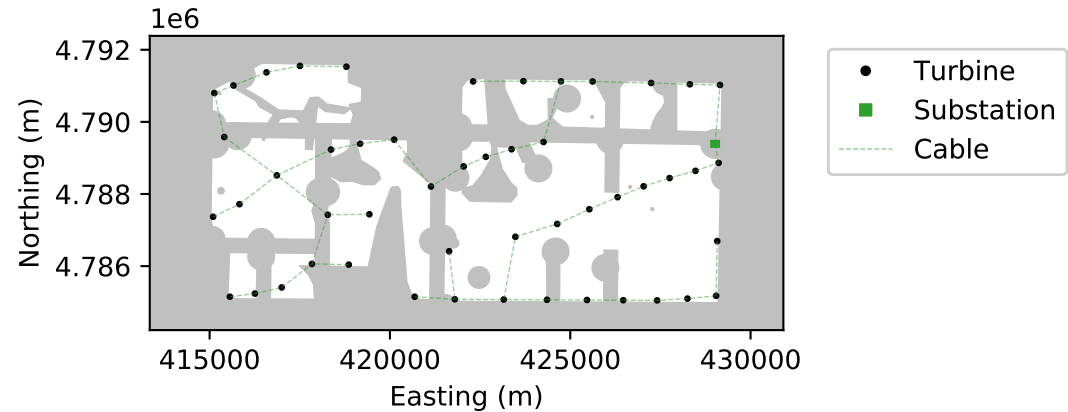 1e6
4.792
4.790
4.788
4.786
Northing (m)
415000 420000 425000 430000
Easting (m)
Turbine
Substation
Cable